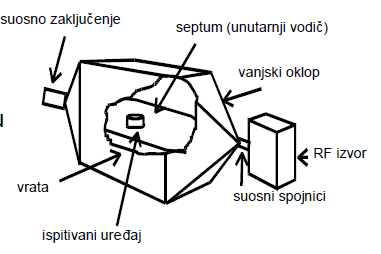 suosno zaključenje
septum (unutarnji vodič)
vanjski oklop
u
RF izvor
vrata
suosni spojnici
ispitivani uređaj